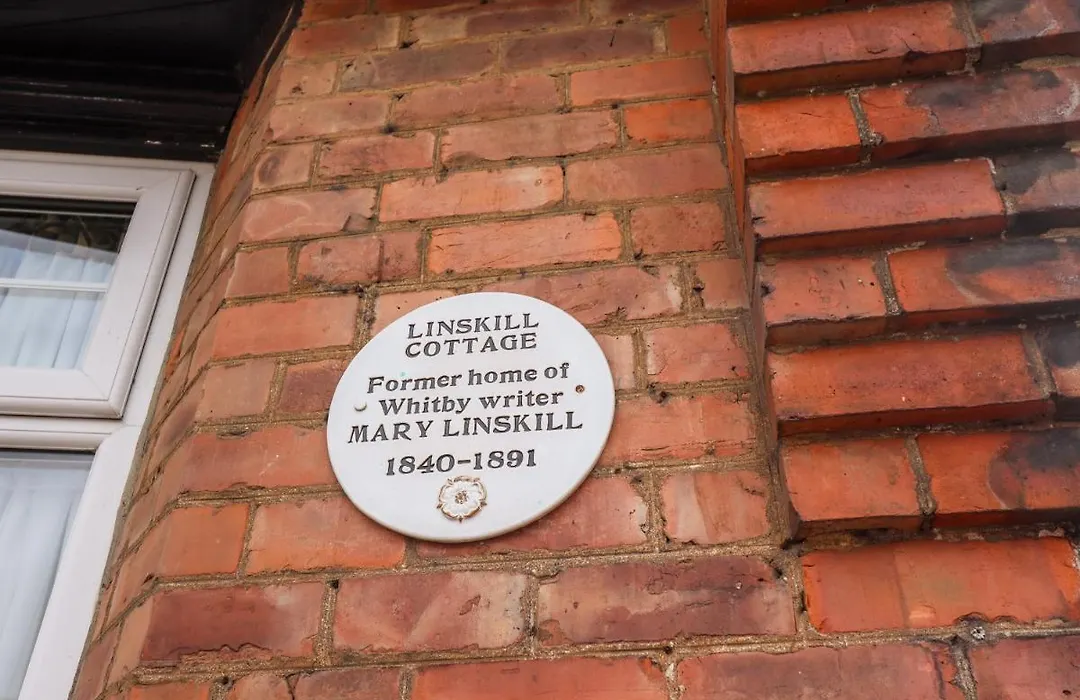 LINSKILL
COTTAGE
Former home of
Whitby writer
MARY LINSKILL
1840-1891